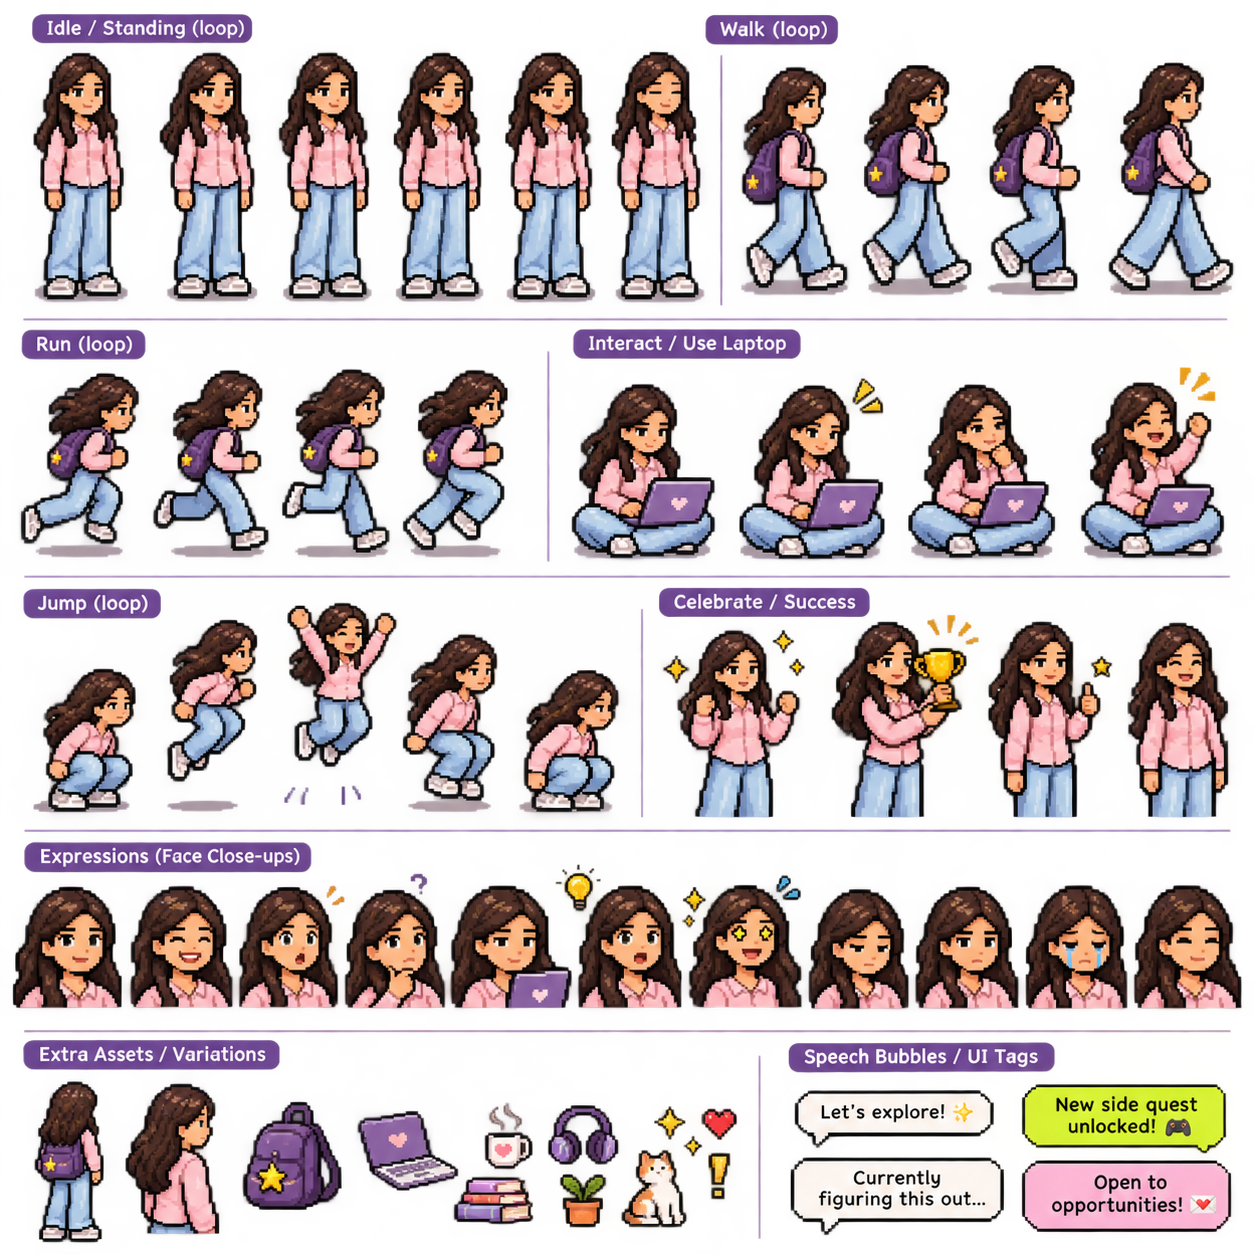 Idle / Standing (loop)
Walk (loop)
Run (loop)
Interact / Use Laptop
Jump (loop)
Celebrate / Success
Expressions (Face Close-ups)
?
Extra Assets / Variations
!
Speech Bubbles / UI Tags
Let's explore! ✨
New side quest
unlocked! 🎮
Currently
figuring this out...
Open to
opportunities! 💌